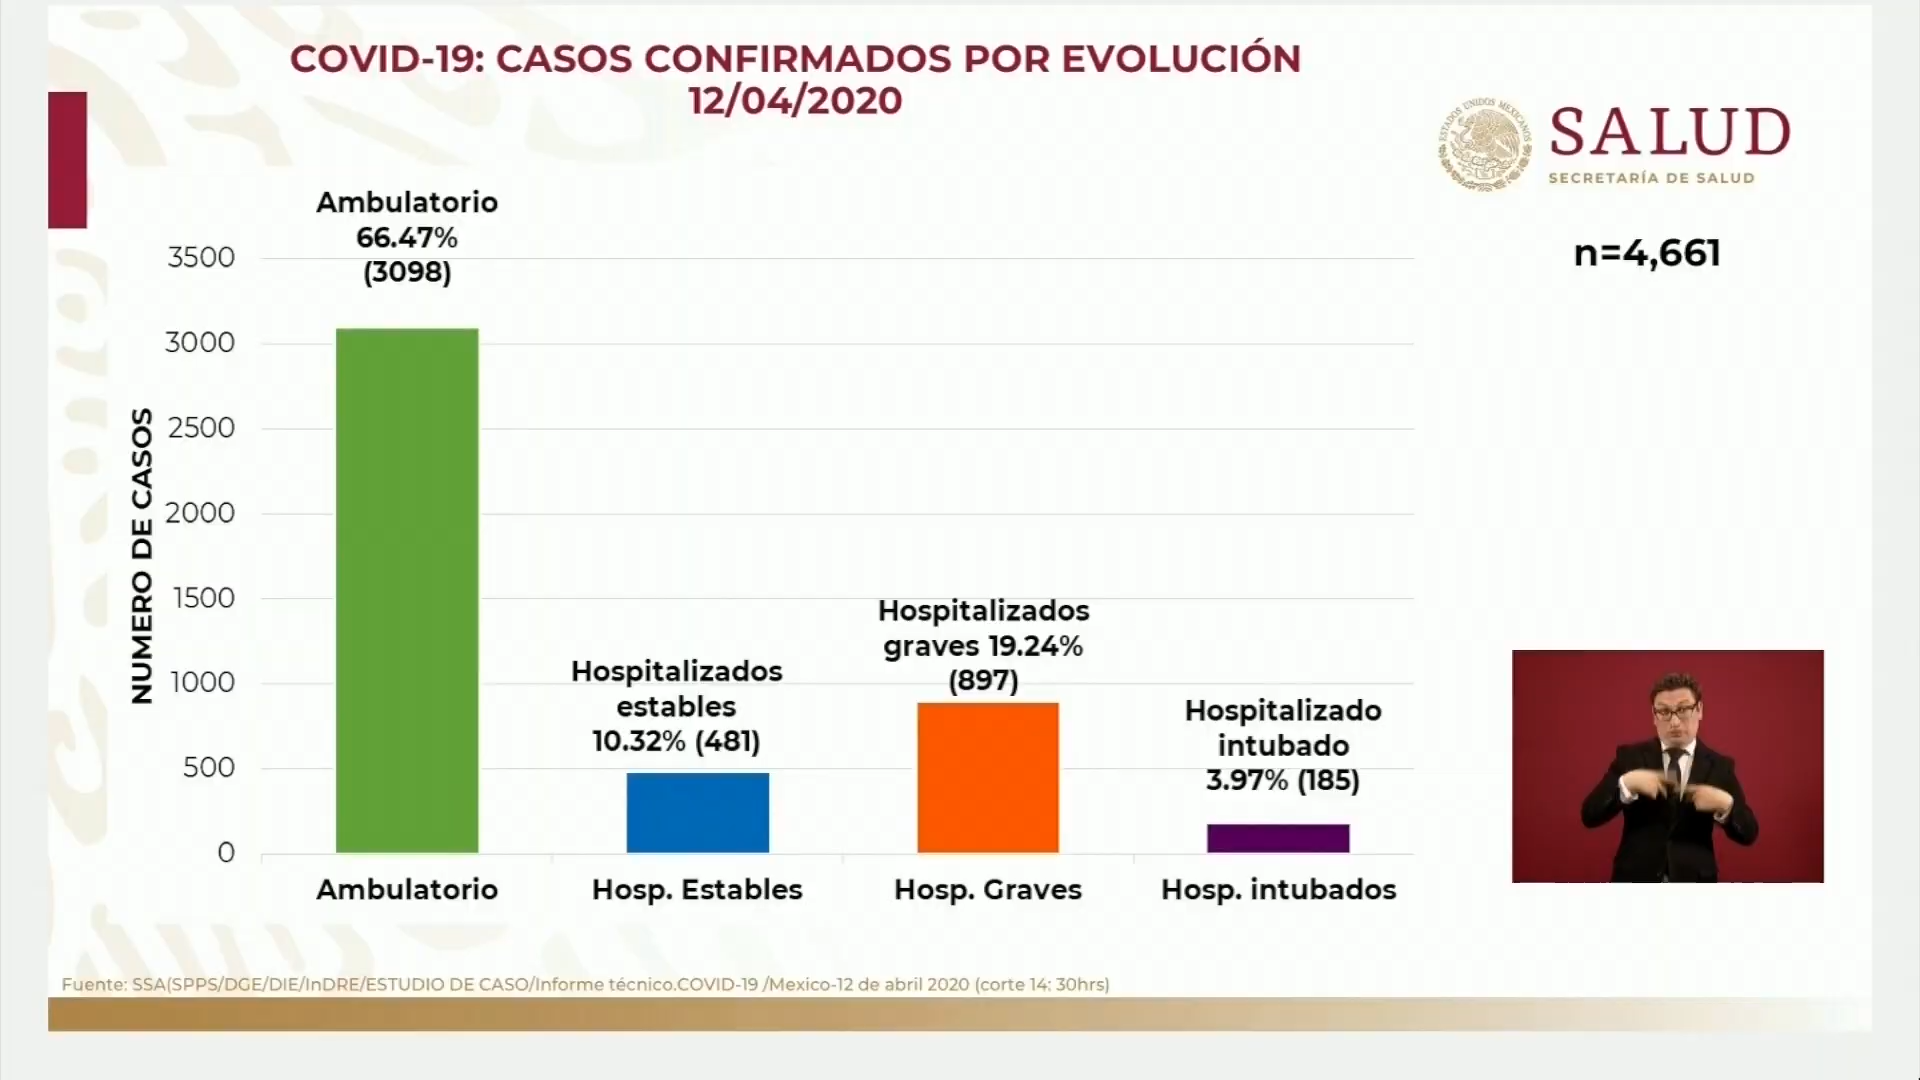 COVID-19: CASOS CONFIRMADOS POR EVOLUCIÓN
12/04/2020
ESTADOS UNIDOS MEXICANOS
SALUD
SECRETARÍA DE SALUD
n=4,661
NUMERO DE CASOS
3500
3000
2500
2000
1500
1000
500
0
Ambulatorio
66.47%
(3098)
Hospitalizados
estables
10.32% (481)
Hospitalizados
graves 19.24%
(897)
Hospitalizado
intubado
3.97% (185)
Ambulatorio
Hosp. Estables
Hosp. Graves
Hosp. intubados
Fuente: SSA(SPPS/DGE/DIE/InDRE/ESTUDIO DE CASO/Informe técnico.COVID-19 /Mexico-12 de abril 2020 (corte 14: 30hrs)